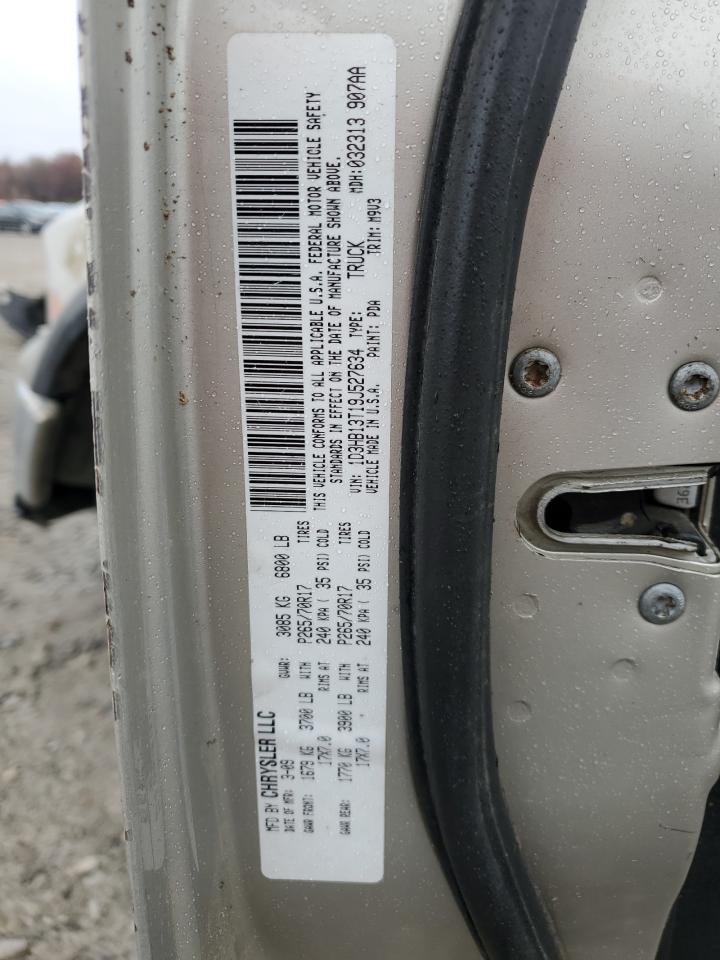 MFD BY CHRYSLER LLC
DATE OF MFR: 3-09 GVWR: 3085 KG 6800 LB
GAWR FRONT: 1679 KG 3700 LB WITH P265/70R17 TIRES
17X7.0 RIMS AT 240 KPA ( 35 PSI) COLD
GAWR REAR: 1770 KG 3900 LB WITH P265/70R17 TIRES
17X7.0 RIMS AT 240 KPA ( 35 PSI) COLD
THIS VEHICLE CONFORMS TO ALL APPLICABLE U.S.A. FEDERAL MOTOR VEHICLE SAFETY
STANDARDS IN EFFECT ON THE DATE OF MANUFACTURE SHOWN ABOVE.
VIN: 1D3HB13T19J527634 TYPE: TRUCK MDH: 032313 907AA
VEHICLE MADE IN U.S.A. PAINT: PDA TRIM: M9V3